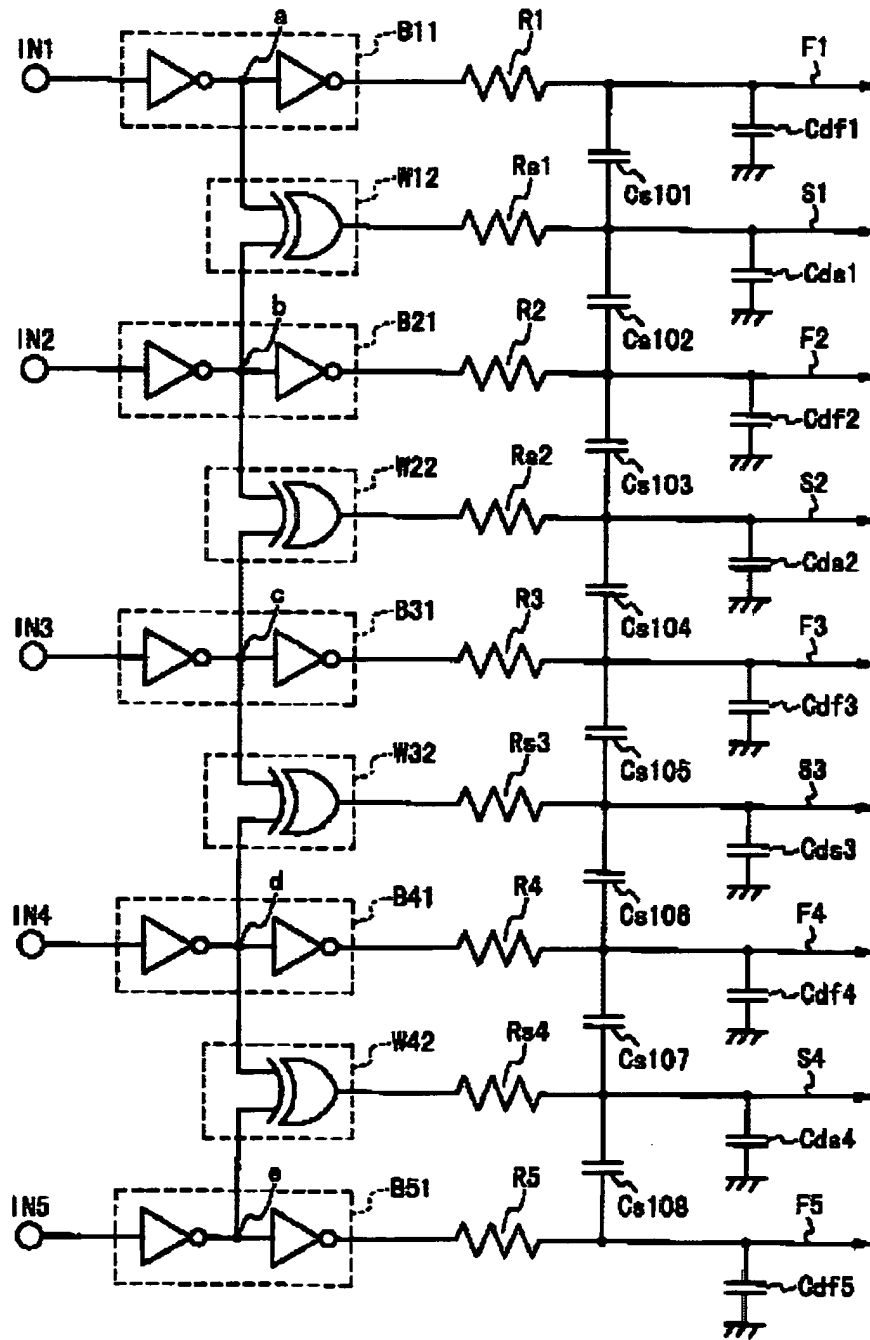 a
B11
R1
F1
IN1
Cdf1
W12
Rs1
Cs101
S1
Cds1
b
B21
R2
Cs102
F2
IN2
Cdf2
W22
Rs2
Cs103
S2
Cds2
c
B31
R3
Cs104
F3
IN3
Cdf3
W32
Rs3
Cs105
S3
Cds3
d
B41
R4
Cs106
F4
IN4
Cdf4
W42
Rs4
Cs107
S4
Cds4
e
B51
R5
Cs108
F5
IN5
Cdf5